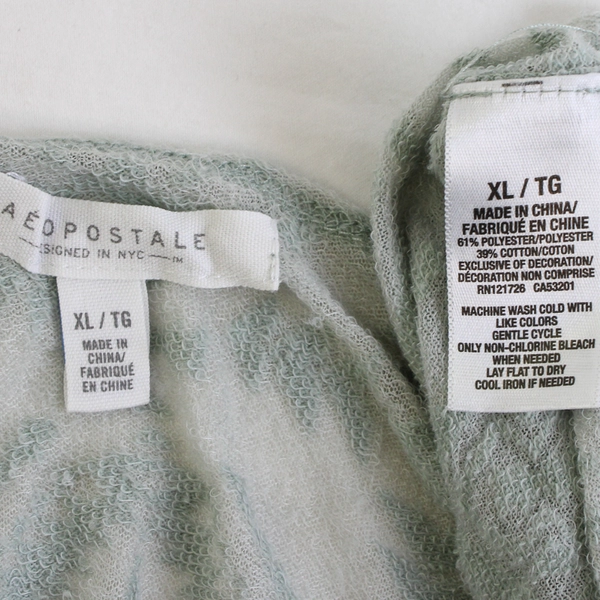 AÉOPOSTALE
DESIGNED IN NYC TM
XL / TG
MADE IN
CHINA/
FABRIQUÉ
EN CHINE
XL / TG
MADE IN CHINA/
FABRIQUÉ EN CHINE
61% POLYESTER/POLYESTER
39% COTTON/COTON
EXCLUSIVE OF DECORATION/
DÉCORATION NON COMPRISE
RN121726 CA53201
MACHINE WASH COLD WITH
LIKE COLORS
GENTLE CYCLE
ONLY NON-CHLORINE BLEACH
WHEN NEEDED
LAY FLAT TO DRY
COOL IRON IF NEEDED